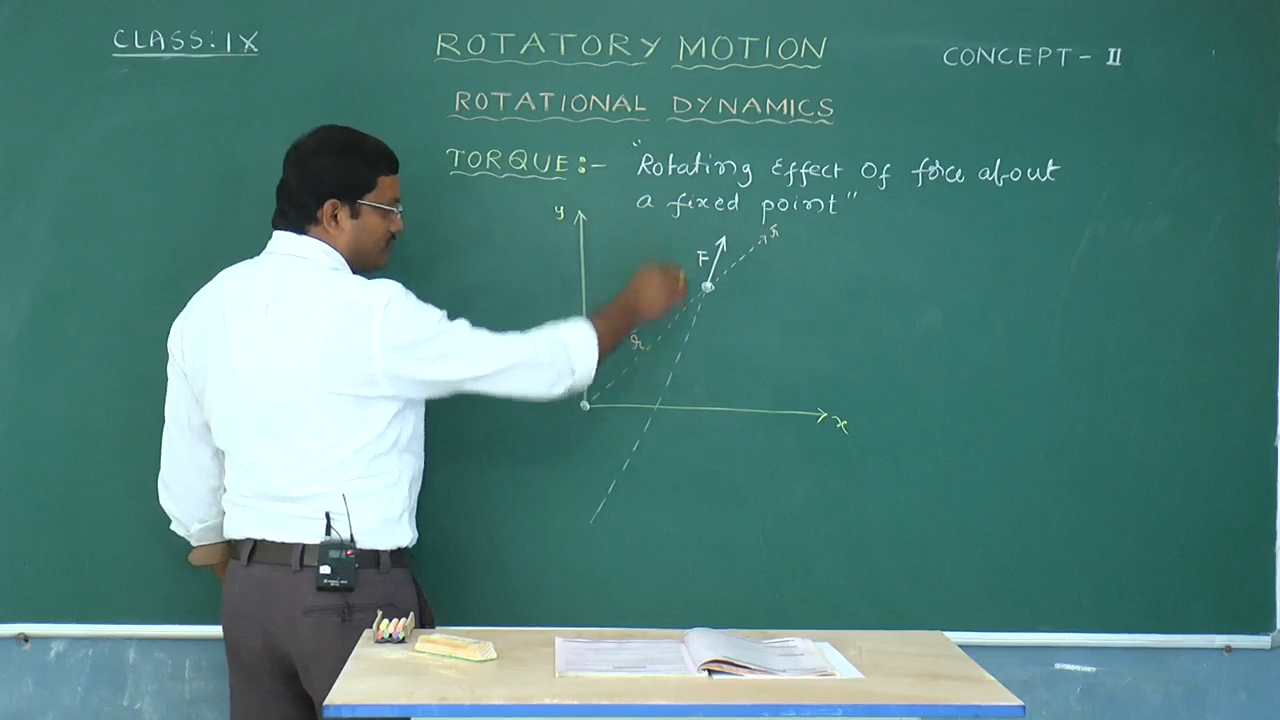 CLASS: IX
ROTATORY MOTION
CONCEPT - II
ROTATIONAL DYNAMICS
TORQUE :- "Rotating Effect Of force about
a fixed point"
y
F
r
x